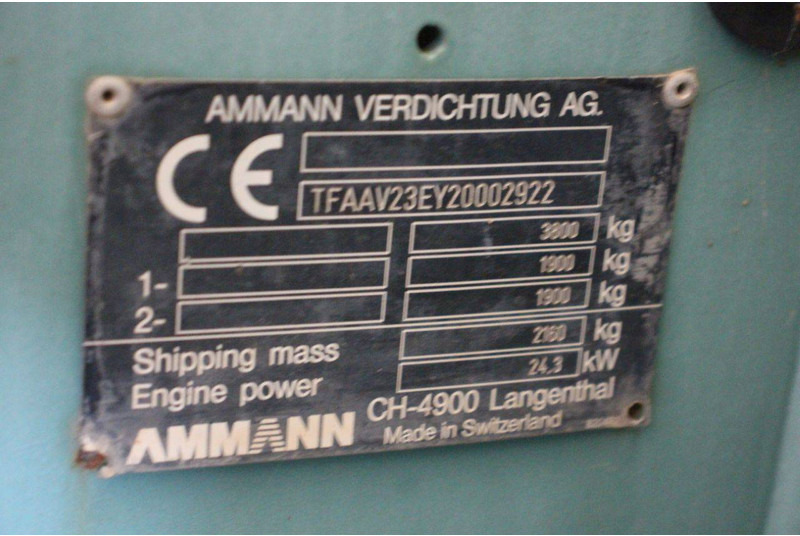 AMMANN VERDICHTUNG AG.
CE
TFAAV23EY20002922
3800 kg
1- 1900 kg
2- 1900 kg
Shipping mass 2160 kg
Engine power 24.3 kW
AMMANN CH-4900 Langenthal
Made in Switzerland